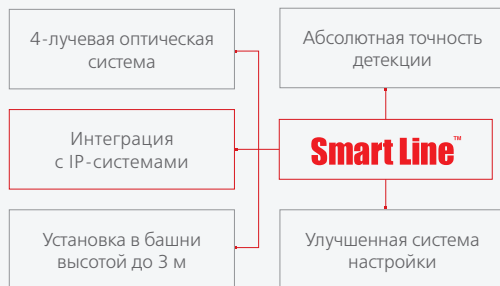 4-лучевая оптическая
система
Абсолютная точность
детекции
Интеграция
с IP-системами
Smart Line™
Установка в башни
высотой до 3 м
Улучшенная система
настройки